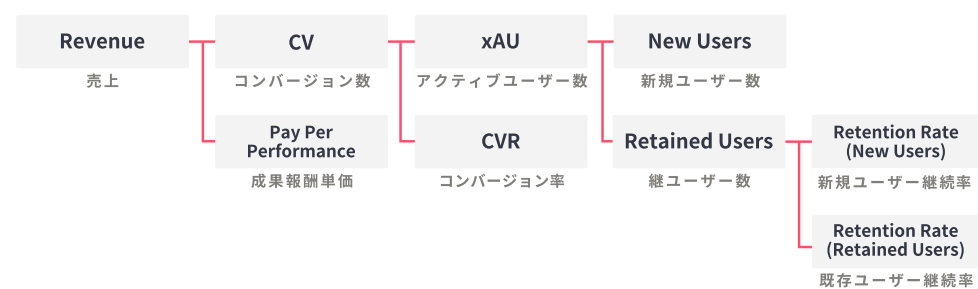 Revenue
売上
CV
コンバージョン数
xAU
アクティブユーザー数
New Users
新規ユーザー数
Pay Per
Performance
成果報酬単価
CVR
コンバージョン率
Retained Users
継ユーザー数
Retention Rate
(New Users)
新規ユーザー継続率
Retention Rate
(Retained Users)
既存ユーザー継続率